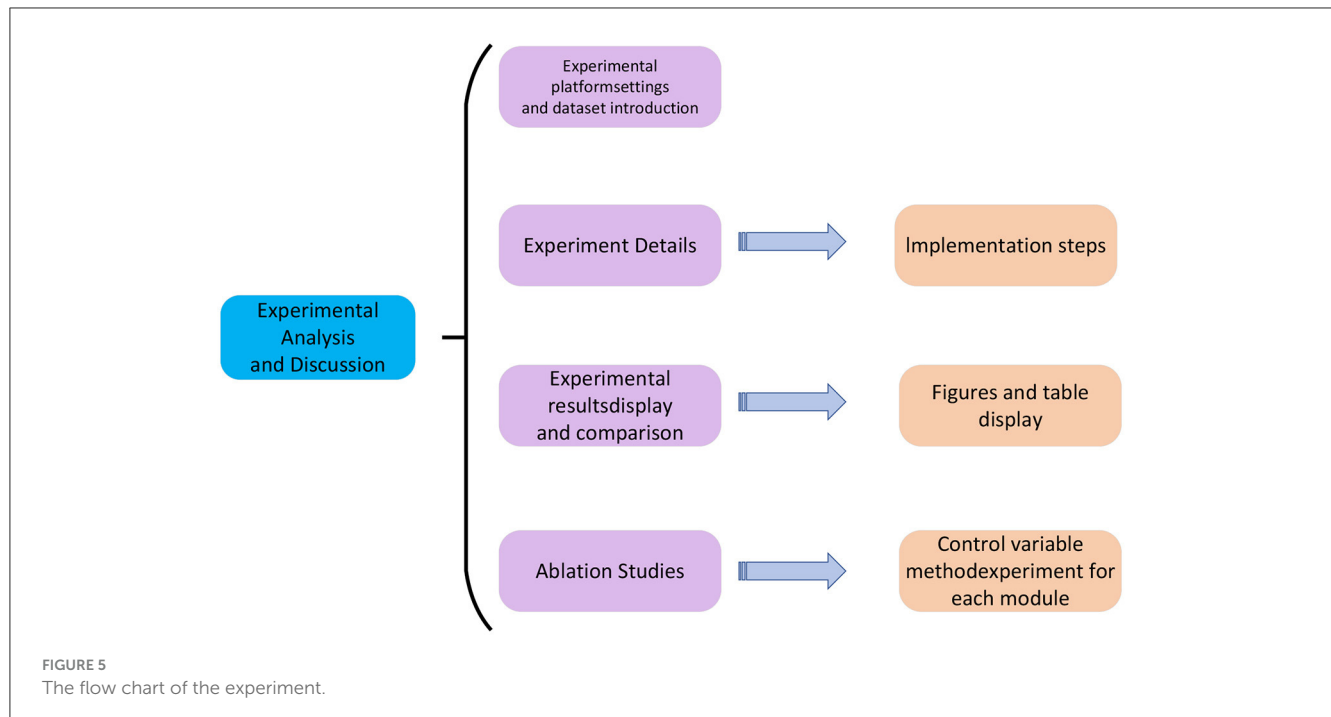 Experimental
platformsettings
and dataset introduction
Experiment Details
Implementation steps
Experimental
Analysis
and Discussion
Experimental
resultsdisplay
and comparison
Figures and table
display
Ablation Studies
Control variable
methodexperiment for
each module
FIGURE 5
The flow chart of the experiment.